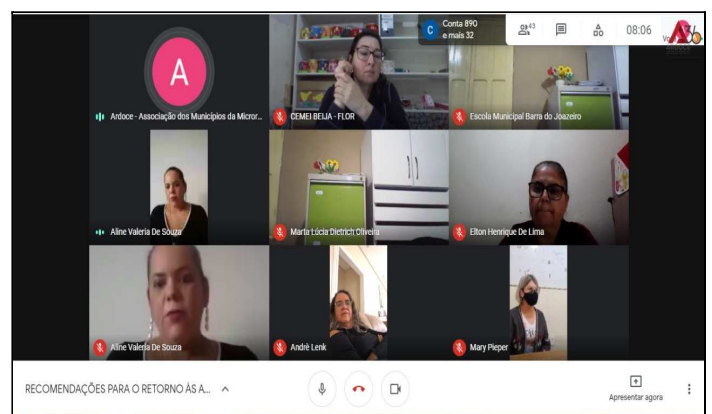 C
Conta 890
e mais 32
43
08:06
A
Ardoce - Associação dos Municípios da Micror...
CEMEI BEIJA - FLOR
Escola Municipal Barra do Joazeiro
Aline Valeria De Souza
Marta Lúcia Dietrich Oliveira
Elton Henrique De Lima
Aline Valeria De Souza
Andrè Lenk
Mary Pieper
RECOMENDAÇÕES PARA O RETORNO ÀS A...
Apresentar agora